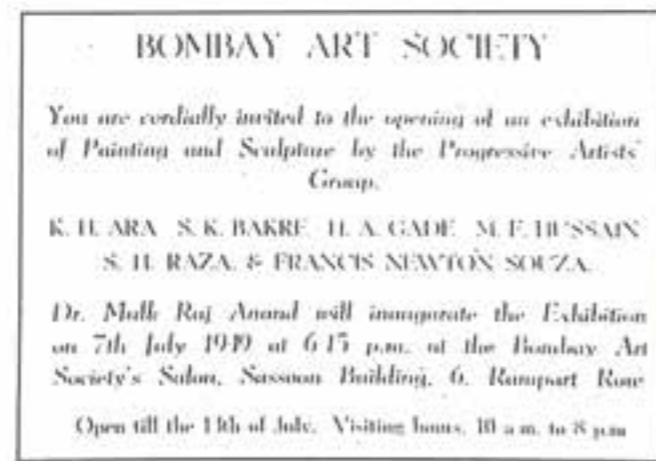 BOMBAY ART SOCIETY
You are cordially invited to the opening of an exhibition
of Painting and Sculpture by the Progressive Artists'
Group.
K. H. ARA S. K. BAKRE H. A. GADE M. F. HUSSAIN
S. H. RAZA, & FRANCIS NEWTON SOUZA.
Dr. Mulk Raj Anand will inaugurate the Exhibition
on 7th July 1949 at 6-15 p.m. at the Bombay Art
Society's Salon, Sassoon Building, 6, Rampart Row
Open till the of July. Visiting hours, 10 a.m. to 8 p.m